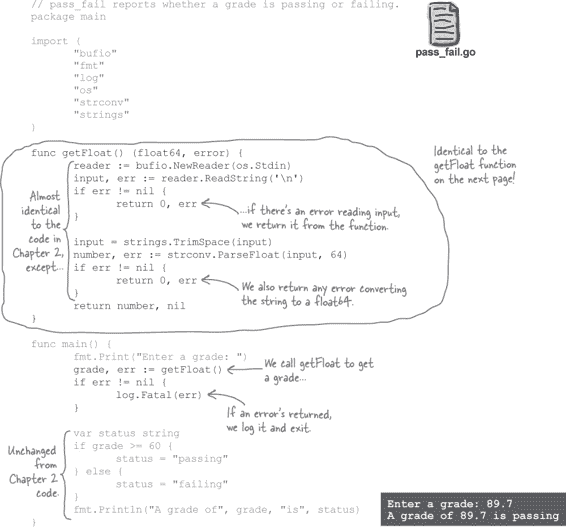 // pass_fail reports whether a grade is passing or failing.
package main
pass_fail.go
import (
"bufio"
"fmt"
"log"
"os"
"strconv"
"strings"
)
func getFloat() (float64, error) {
reader := bufio.NewReader(os.Stdin)
input, err := reader.ReadString('\n')
if err != nil {
return 0, err
}
input = strings.TrimSpace(input)
number, err := strconv.ParseFloat(input, 64)
if err != nil {
return 0, err
}
return number, nil
}
Almost
identical
to the
code in
Chapter 2,
except...
...if there's an error reading input,
we return it from the function.
We also return any error converting
the string to a float64.
Identical to the
getFloat function
on the next page!
func main() {
fmt.Print("Enter a grade: ")
grade, err := getFloat()
if err != nil {
log.Fatal(err)
}
We call getFloat to get
a grade...
If an error's returned,
we log it and exit.
var status string
if grade >= 60 {
status = "passing"
} else {
status = "failing"
}
fmt.Println("A grade of", grade, "is", status)
}
Unchanged
from
Chapter 2
code.
Enter a grade: 89.7
A grade of 89.7 is passing